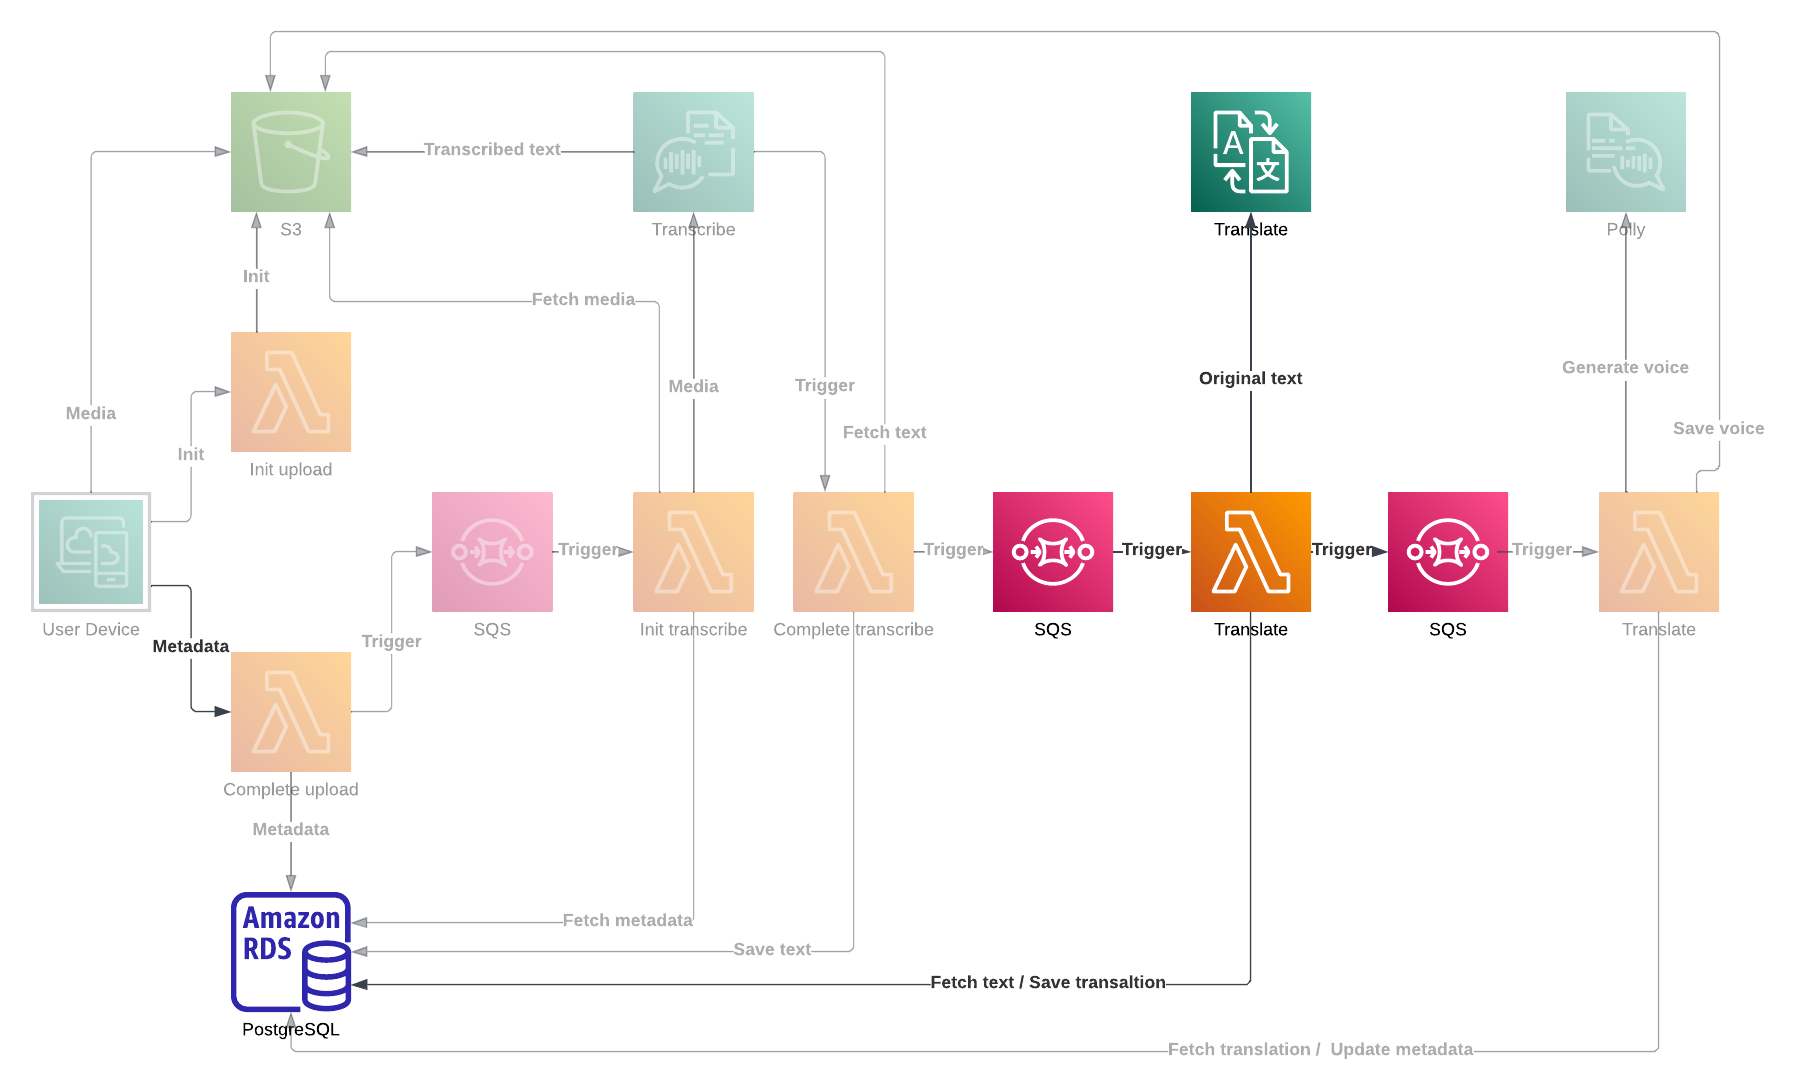 S3
Transcribed text
Transcribe
A
文
Translate
Polly
Init
Fetch media
Media
Init
Init upload
Media
Trigger
Fetch text
Original text
Generate voice
Save voice
User Device
Metadata
Trigger
SQS
Trigger
Init transcribe
Complete transcribe
Trigger
SQS
Trigger
Translate
Trigger
SQS
Trigger
Translate
Complete upload
Metadata
Amazon
RDS
PostgreSQL
Fetch metadata
Save text
Fetch text / Save transaltion
Fetch translation / Update metadata